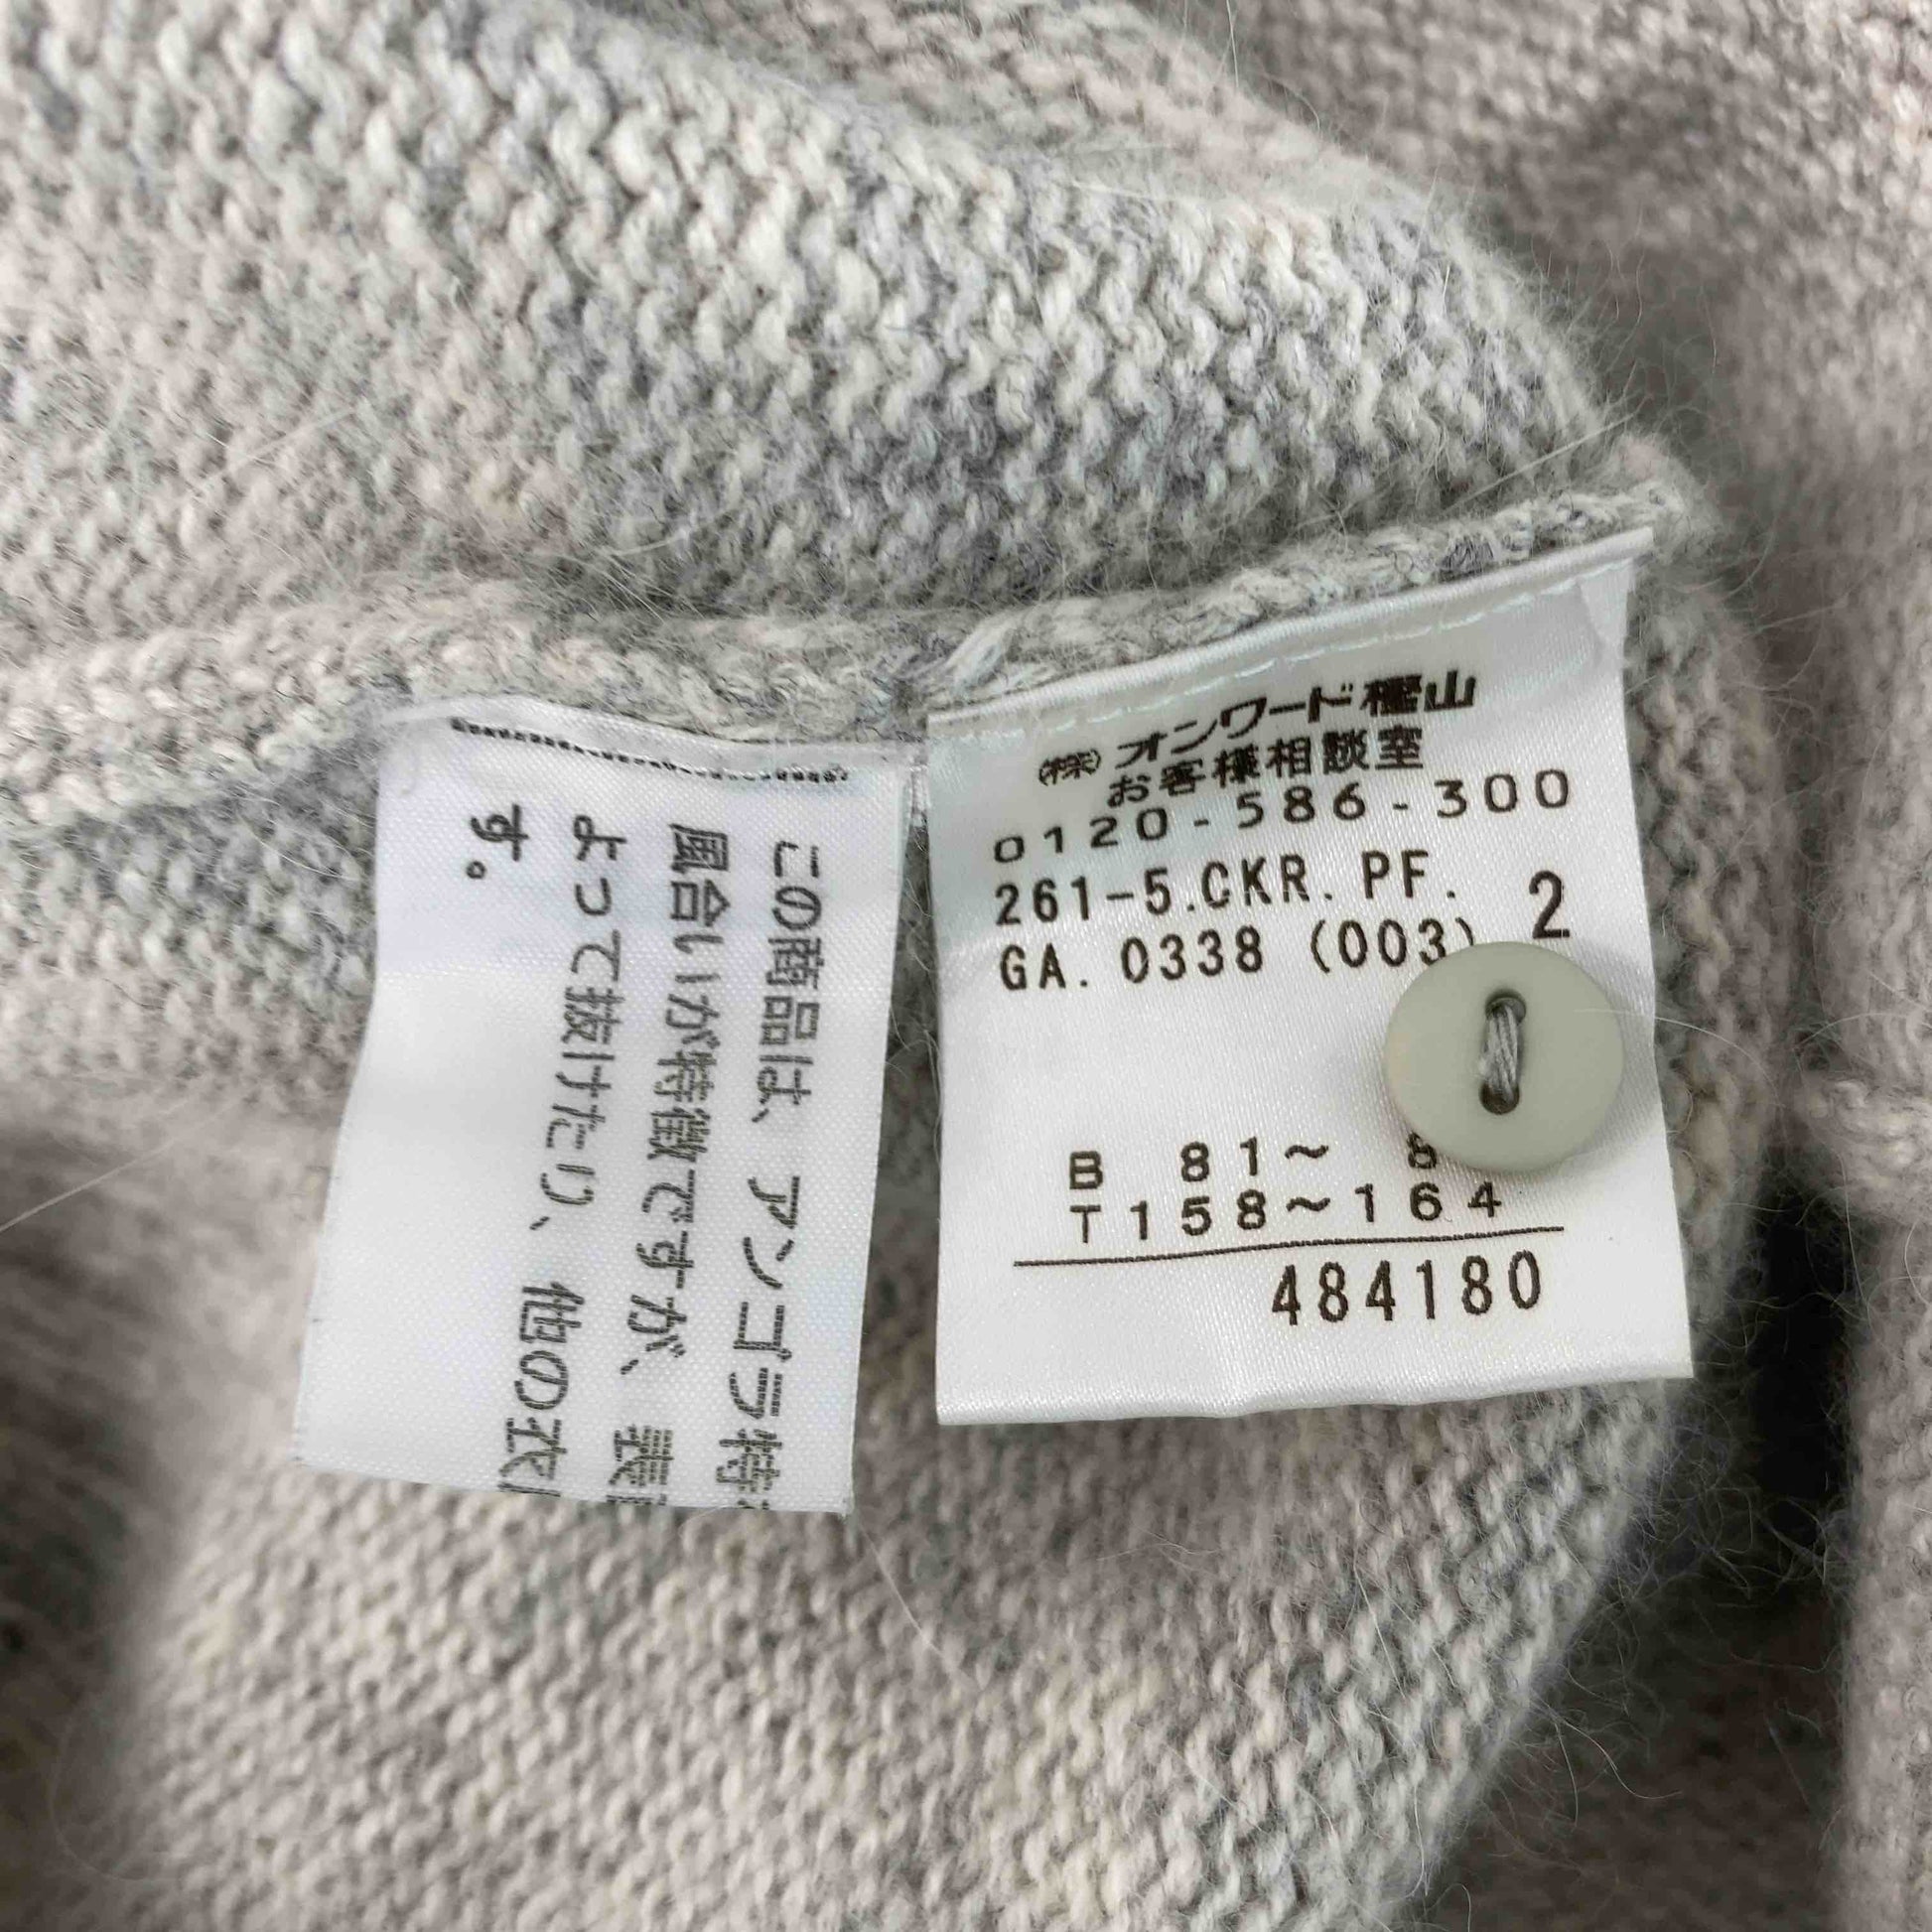 この商品は、アンゴラ特
風合いが特徴ですが、表
よって抜けたり、他の衣
す。
㈱オンワード樫山
お客様相談室
0120-586-300
261-5.CKR.PF. 2
GA.0338 (003)
B 81~ 8
T158~164
484180